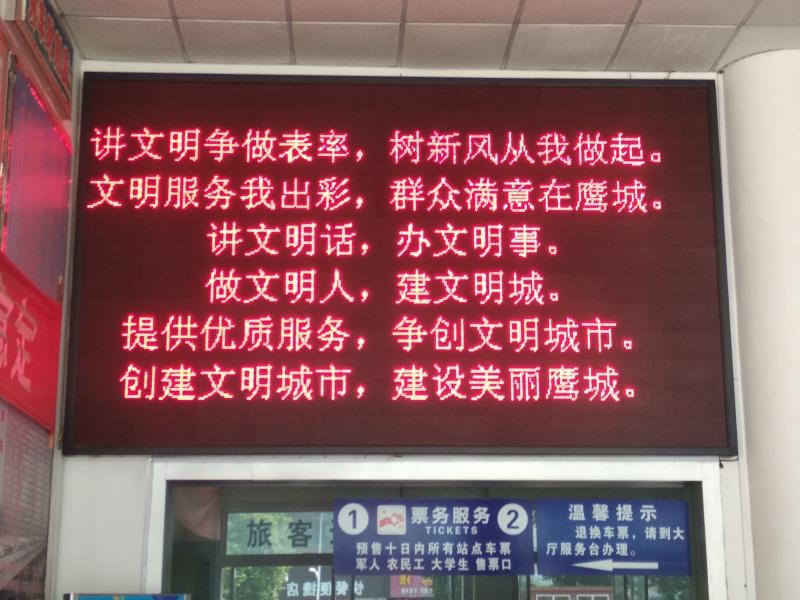 讲文明争做表率，树新风从我做起。
文明服务我出彩，群众满意在鹰城。
讲文明话，办文明事。
做文明人，建文明城。
提供优质服务，争创文明城市。
创建文明城市，建设美丽鹰城。
1 票务服务 2
TICKETS
预售十日内所有站点车票
军人 农民工 大学生 售票口
温馨提示
退换车票，请到大
厅服务台办理。
旅客
定